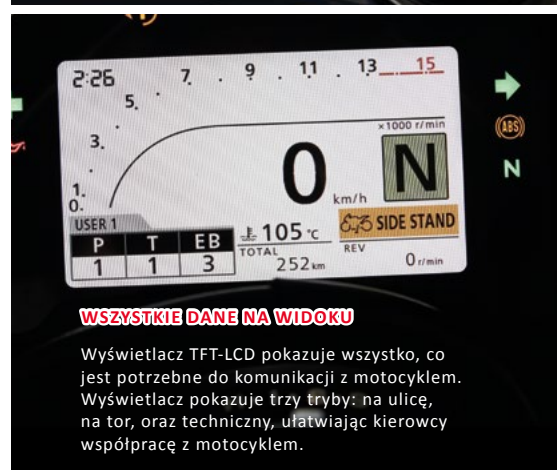 2:26
0. 1. 3. 5. 7. 9. 11. 13 15
×1000 r/min
0 km/h
N
(ABS)
N
USER 1
P T EB
1 1 3
105 °C
TOTAL
252 km
SIDE STAND
REV
0 r/min
WSZYSTKIE DANE NA WIDOKU
Wyświetlacz TFT-LCD pokazuje wszystko, co
jest potrzebne do komunikacji z motocyklem.
Wyświetlacz pokazuje trzy tryby: na ulicę,
na tor, oraz techniczny, ułatwiając kierowcy
współpracę z motocyklem.